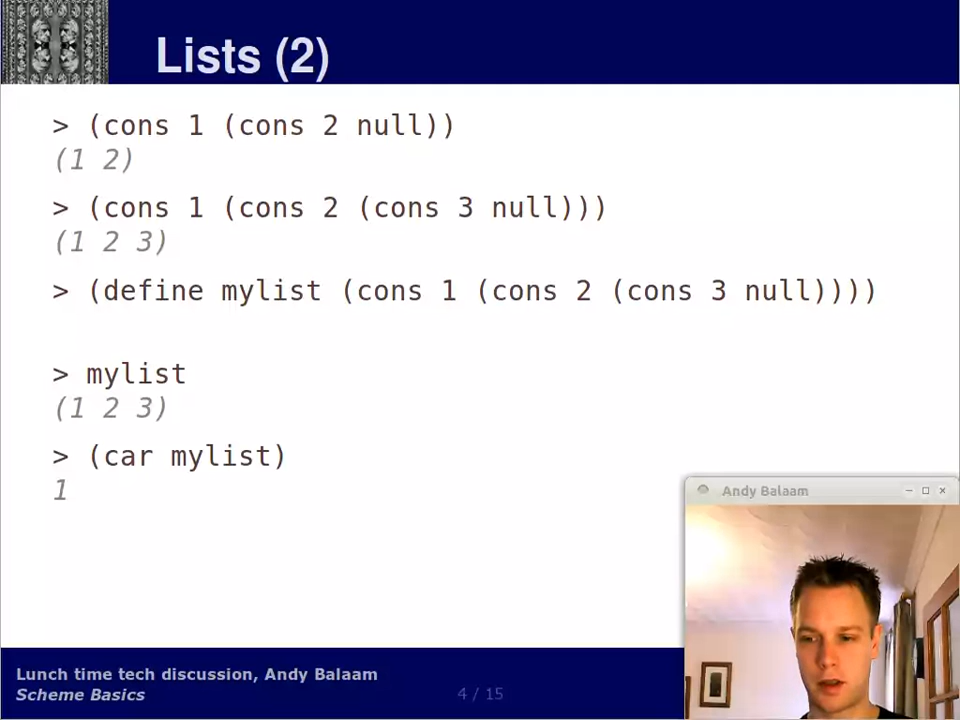 Lists (2)
> (cons 1 (cons 2 null))
(1 2)
> (cons 1 (cons 2 (cons 3 null)))
(1 2 3)
> (define mylist (cons 1 (cons 2 (cons 3 null))))
> mylist
(1 2 3)
> (car mylist)
1
Andy Balaam
Lunch time tech discussion, Andy Balaam
Scheme Basics
4 / 15